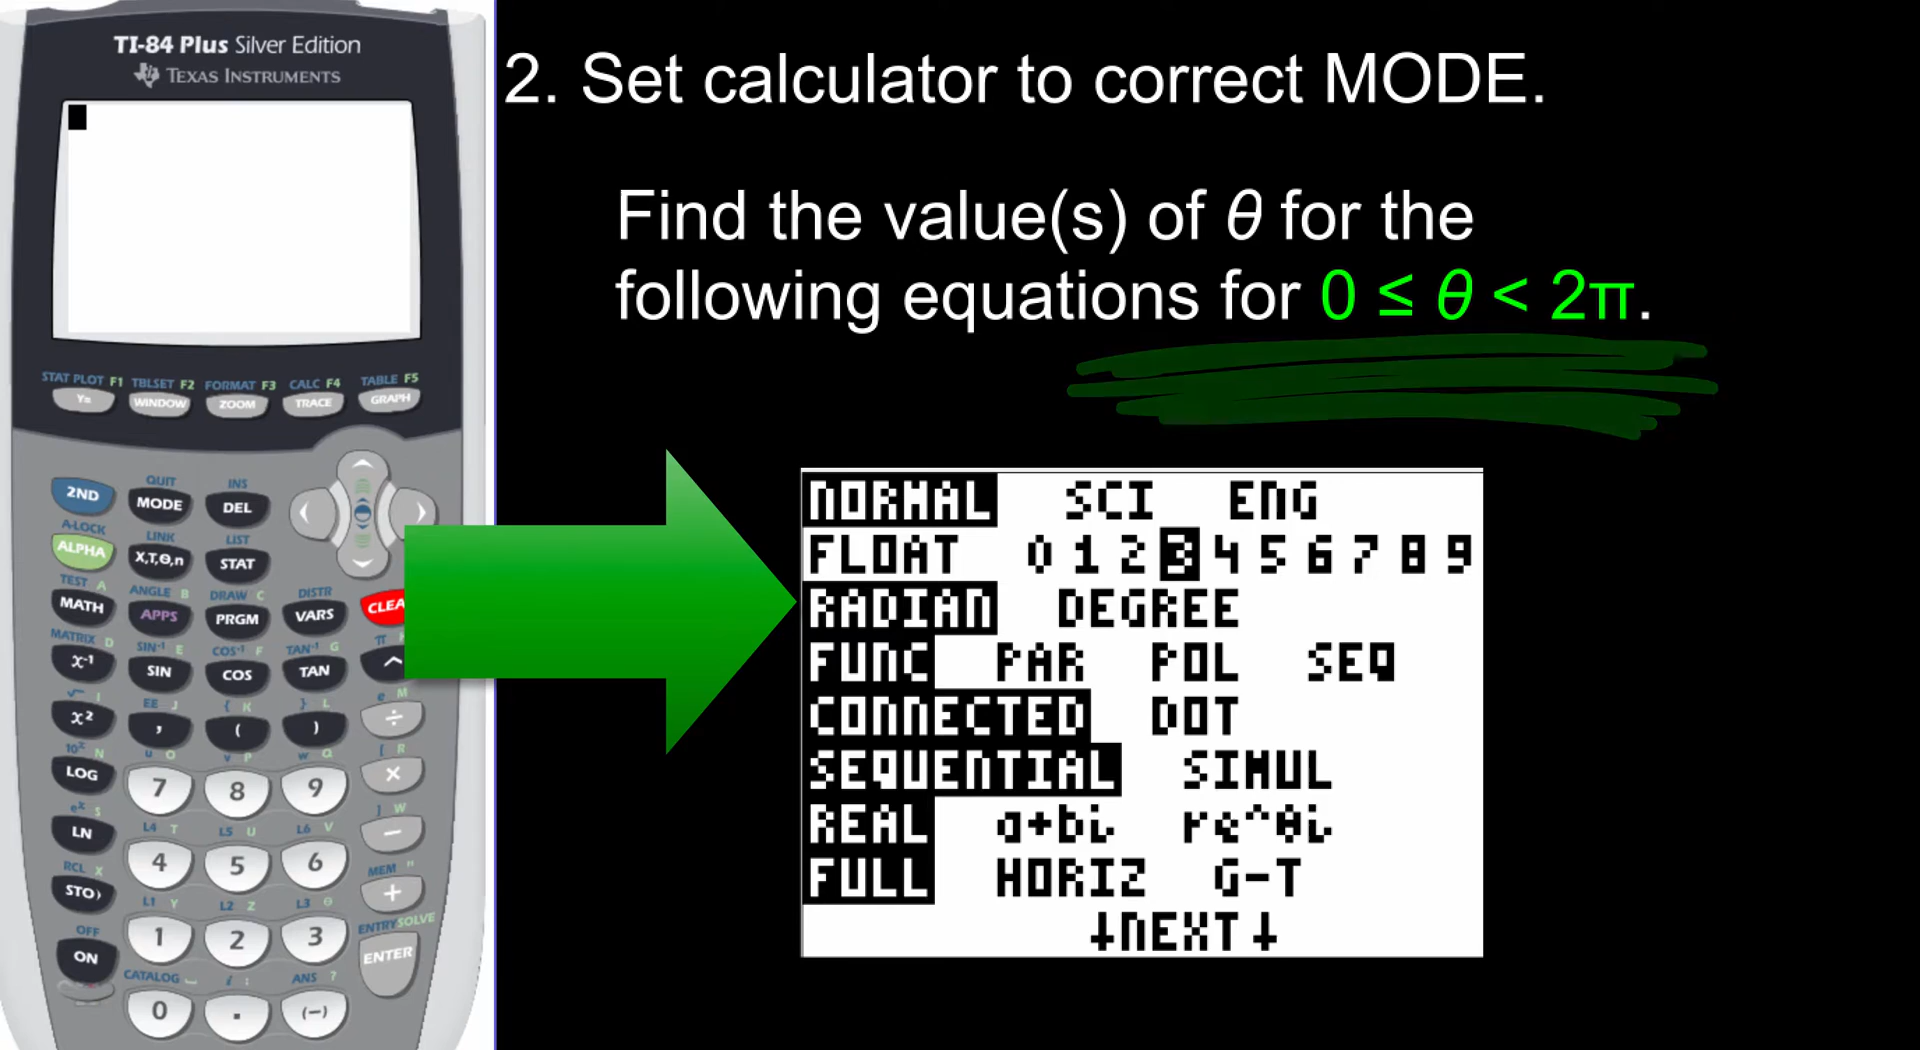 TI-84 Plus Silver Edition
TEXAS INSTRUMENTS
2. Set calculator to correct MODE.
Find the value(s) of θ for the
following equations for 0 ≤ θ < 2π.
STAT PLOT F1 TBLSET F2 FORMAT F3 CALC F4 TABLE F5
Y= WINDOW ZOOM TRACE GRAPH
QUIT INS
2ND MODE DEL
A-LOCK LINK LIST
ALPHA X,T,Θ,n STAT
TEST A ANGLE B DRAW C DISTR
MATH APPS PRGM VARS CLEA
MATRIX D SIN⁻¹ E COS⁻¹ F TAN⁻¹ G π
x⁻¹ SIN COS TAN ^
√ I EE J { K } L e M
x² , ( ) ÷
10ˣ N u O v P w Q [ R
LOG 7 8 9 ×
eˣ S L4 T L5 U L6 V ] W
LN 4 5 6 −
RCL X L1 Y L2 Z L3 θ MEM "
STO› 1 2 3 +
OFF CATALOG i : ANS ? ENTRY SOLVE
ON 0 . (−) ENTER
NORMAL SCI ENG
FLOAT 0 1 2 3 4 5 6 7 8 9
RADIAN DEGREE
FUNC PAR POL SEQ
CONNECTED DOT
SEQUENTIAL SIMUL
REAL a+bi re^θi
FULL HORIZ G-T
↓NEXT↓